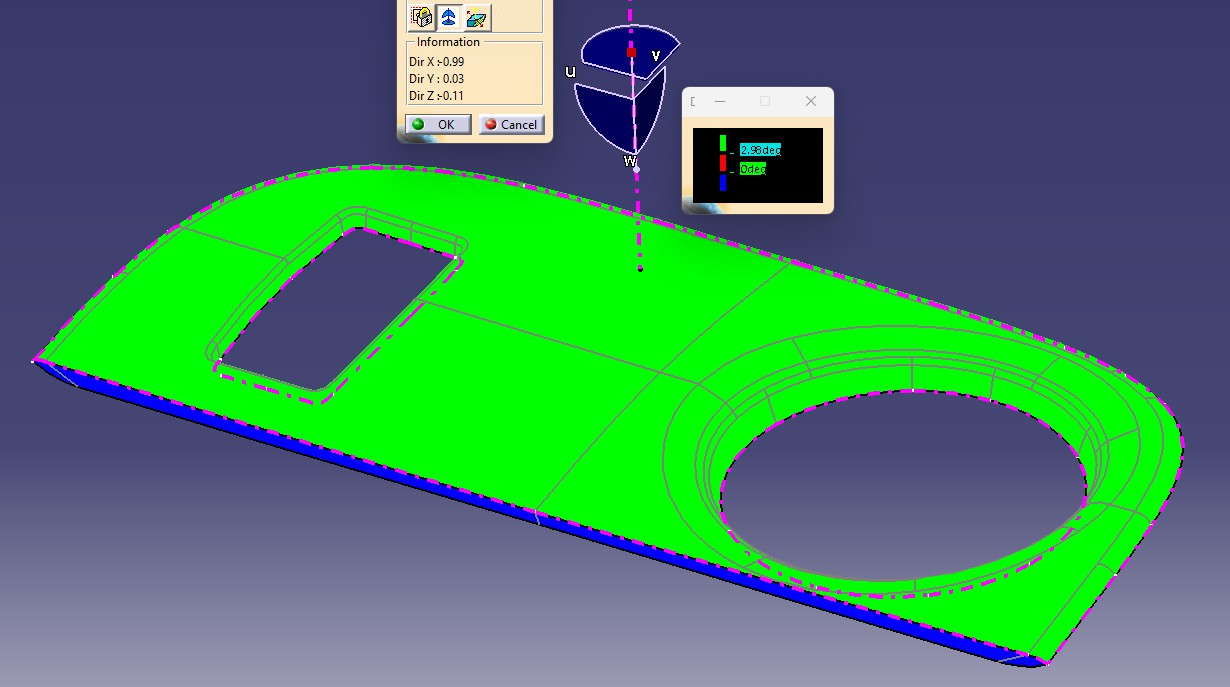 Information
Dir X :-0.99
Dir Y : 0.03
Dir Z :-0.11
OK
Cancel
u
v
w
2.98deg
0deg